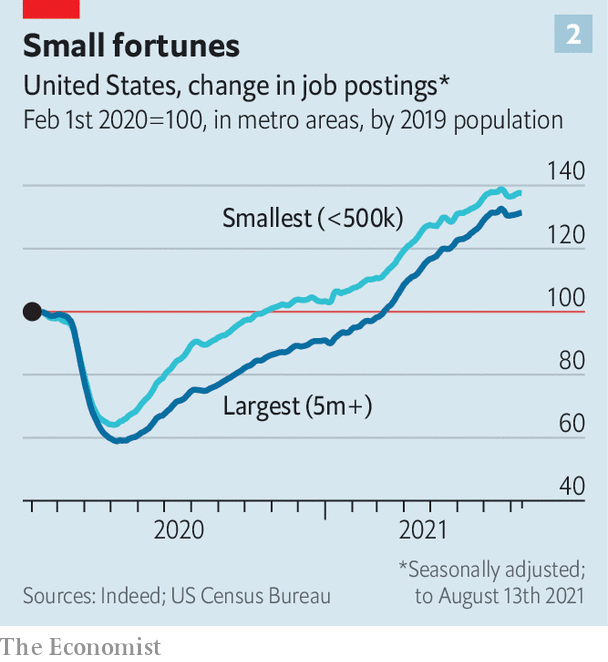 Small fortunes
2
United States, change in job postings*
Feb 1st 2020=100, in metro areas, by 2019 population
140
Smallest (<500k)
120
100
80
Largest (5m+)
60
40
2020
2021
*Seasonally adjusted;
to August 13th 2021
Sources: Indeed; US Census Bureau
The Economist